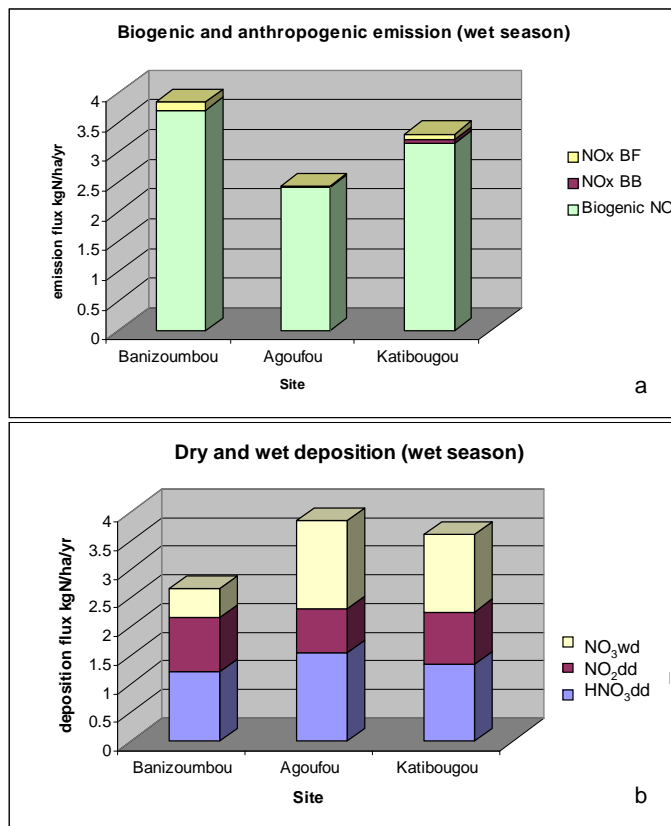 Biogenic and anthropogenic emission (wet season)
4
3.5
3
2.5
2
1.5
1
0.5
0
emission flux kgN/ha/yr
Banizoumbou Agoufou Katibougou
Site
NOx BF
NOx BB
Biogenic NO
a
Dry and wet deposition (wet season)
4
3.5
3
2.5
2
1.5
1
0.5
0
deposition flux kgN/ha/yr
Banizoumbou Agoufou Katibougou
Site
NO₃wd
NO₂dd
HNO₃dd
b